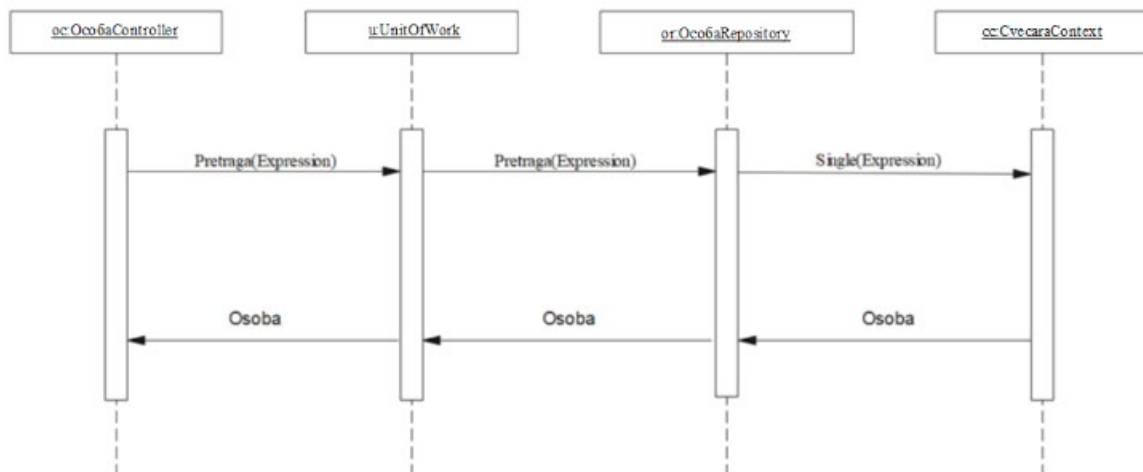 oc:ОсобаController
u:UnitOfWork
or:ОсобаRepository
cc:CvecaraContext
Pretraga(Expression)
Pretraga(Expression)
Single(Expression)
Osoba
Osoba
Osoba